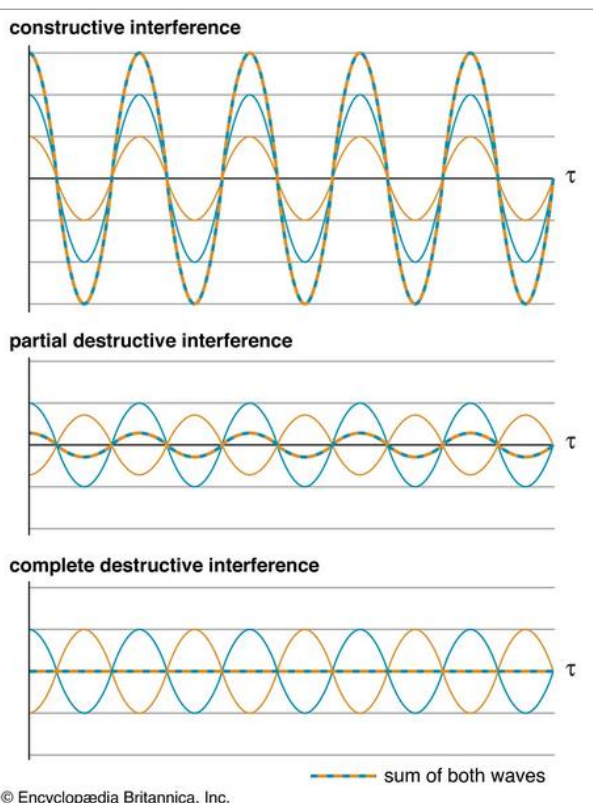 constructive interference
τ
partial destructive interference
τ
complete destructive interference
τ
sum of both waves
© Encyclopædia Britannica, Inc.